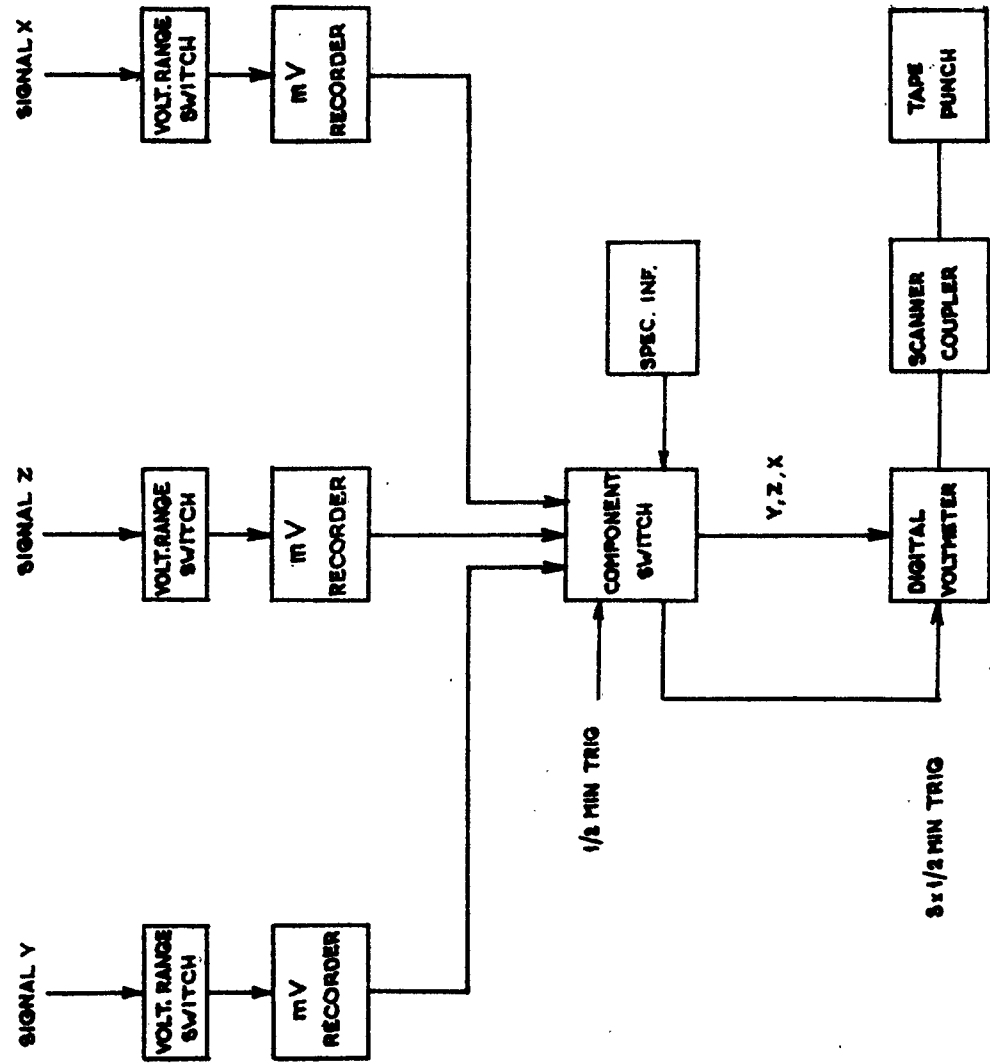 SIGNAL Y
SIGNAL Z
SIGNAL X
VOLT. RANGE
SWITCH
VOLT. RANGE
SWITCH
VOLT. RANGE
SWITCH
mV
RECORDER
mV
RECORDER
mV
RECORDER
1/2 MIN TRIG
COMPONENT
SWITCH
SPEC. INF.
Y, Z, X
3x1/2 MIN TRIG
DIGITAL
VOLTMETER
SCANNER
COUPLER
TAPE
PUNCH